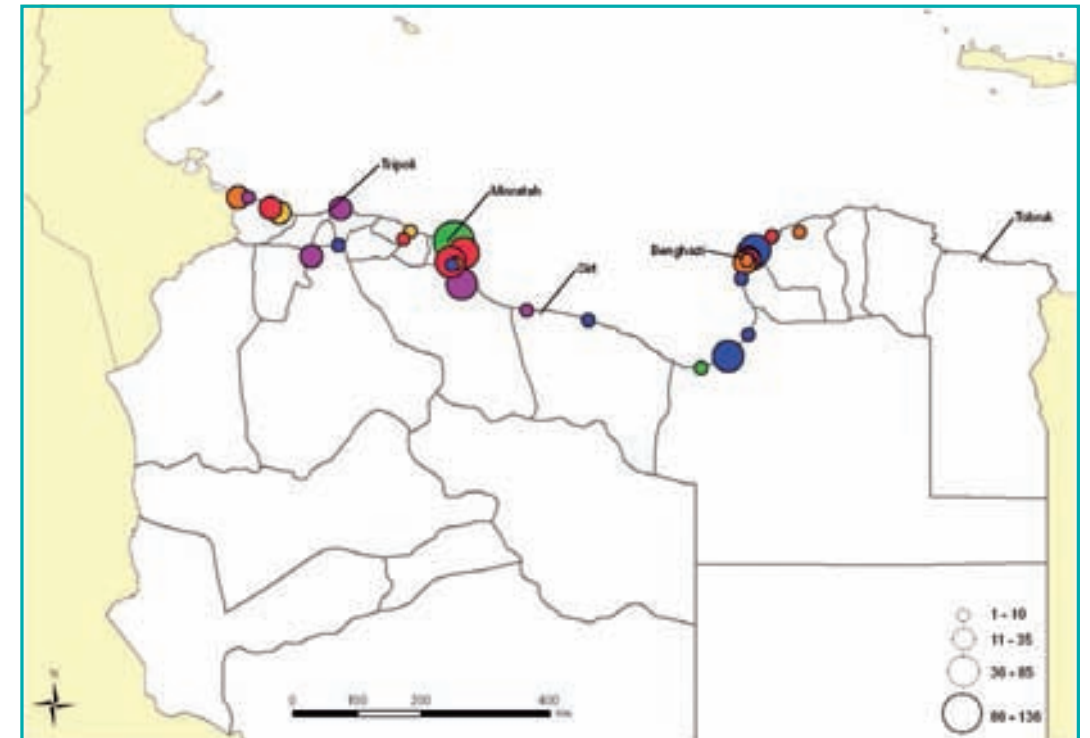 Tripoli
Misratah
Tobruk
Benghazi
Sirt
1 - 10
11 - 35
36 - 85
86 - 136
N
0 100 200 400